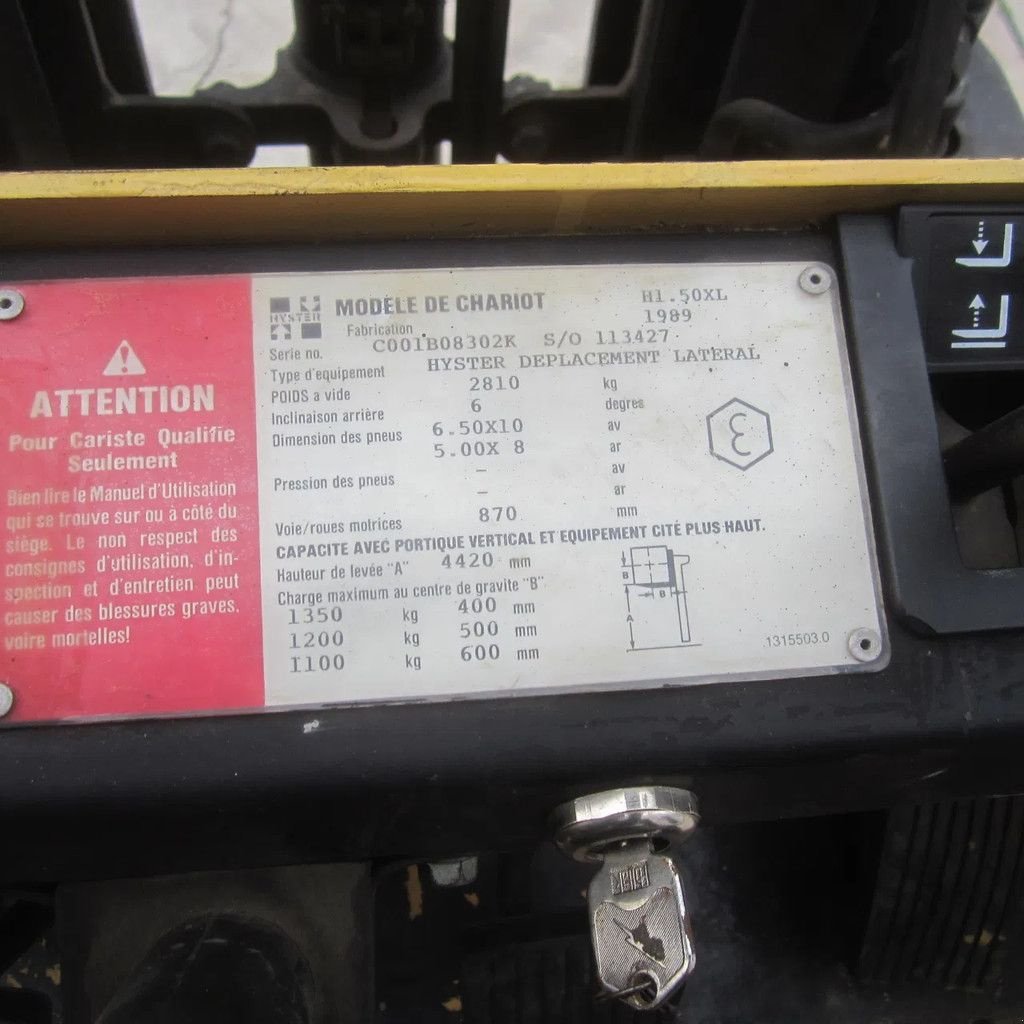 ATTENTION
Pour Cariste Qualifie
Seulement
Bien lire le Manuel d'Utilisation
qui se trouve sur ou à côté du
siège. Le non respect des
consignes d'utilisation, d'in-
spection et d'entretien peut
causer des blessures graves,
voire mortelles!
HYSTER
MODÈLE DE CHARIOT H1.50XL
Fabrication 1989
Serie no. C001B08302K S/O 113427
Type d'equipement HYSTER DEPLACEMENT LATERAL
POIDS a vide 2810 kg
Inclinaison arrière 6 degres
Dimension des pneus 6.50X10 av
5.00X 8 ar
Pression des pneus - av
- ar
Voie/roues motrices 870 mm
CAPACITE AVEC PORTIQUE VERTICAL ET EQUIPEMENT CITÉ PLUS HAUT.
Hauteur de levée "A" 4420 mm
Charge maximum au centre de gravite "B"
1350 kg 400 mm
1200 kg 500 mm
1100 kg 600 mm
B
B
A
1315503.0